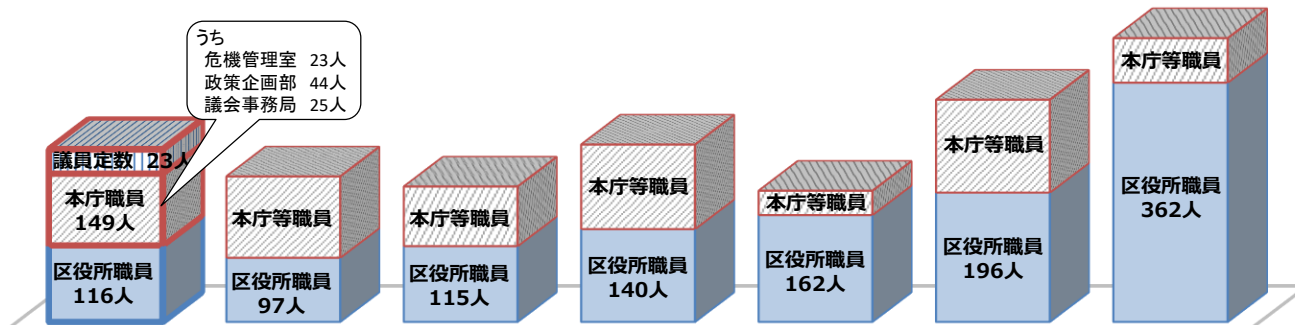 うち
危機管理室 23人
政策企画部 44人
議会事務局 25人
議員定数 23人
本庁職員
149人
区役所職員
116人
本庁等職員
区役所職員
97人
本庁等職員
区役所職員
115人
本庁等職員
区役所職員
140人
本庁等職員
区役所職員
162人
本庁等職員
区役所職員
196人
本庁等職員
区役所職員
362人